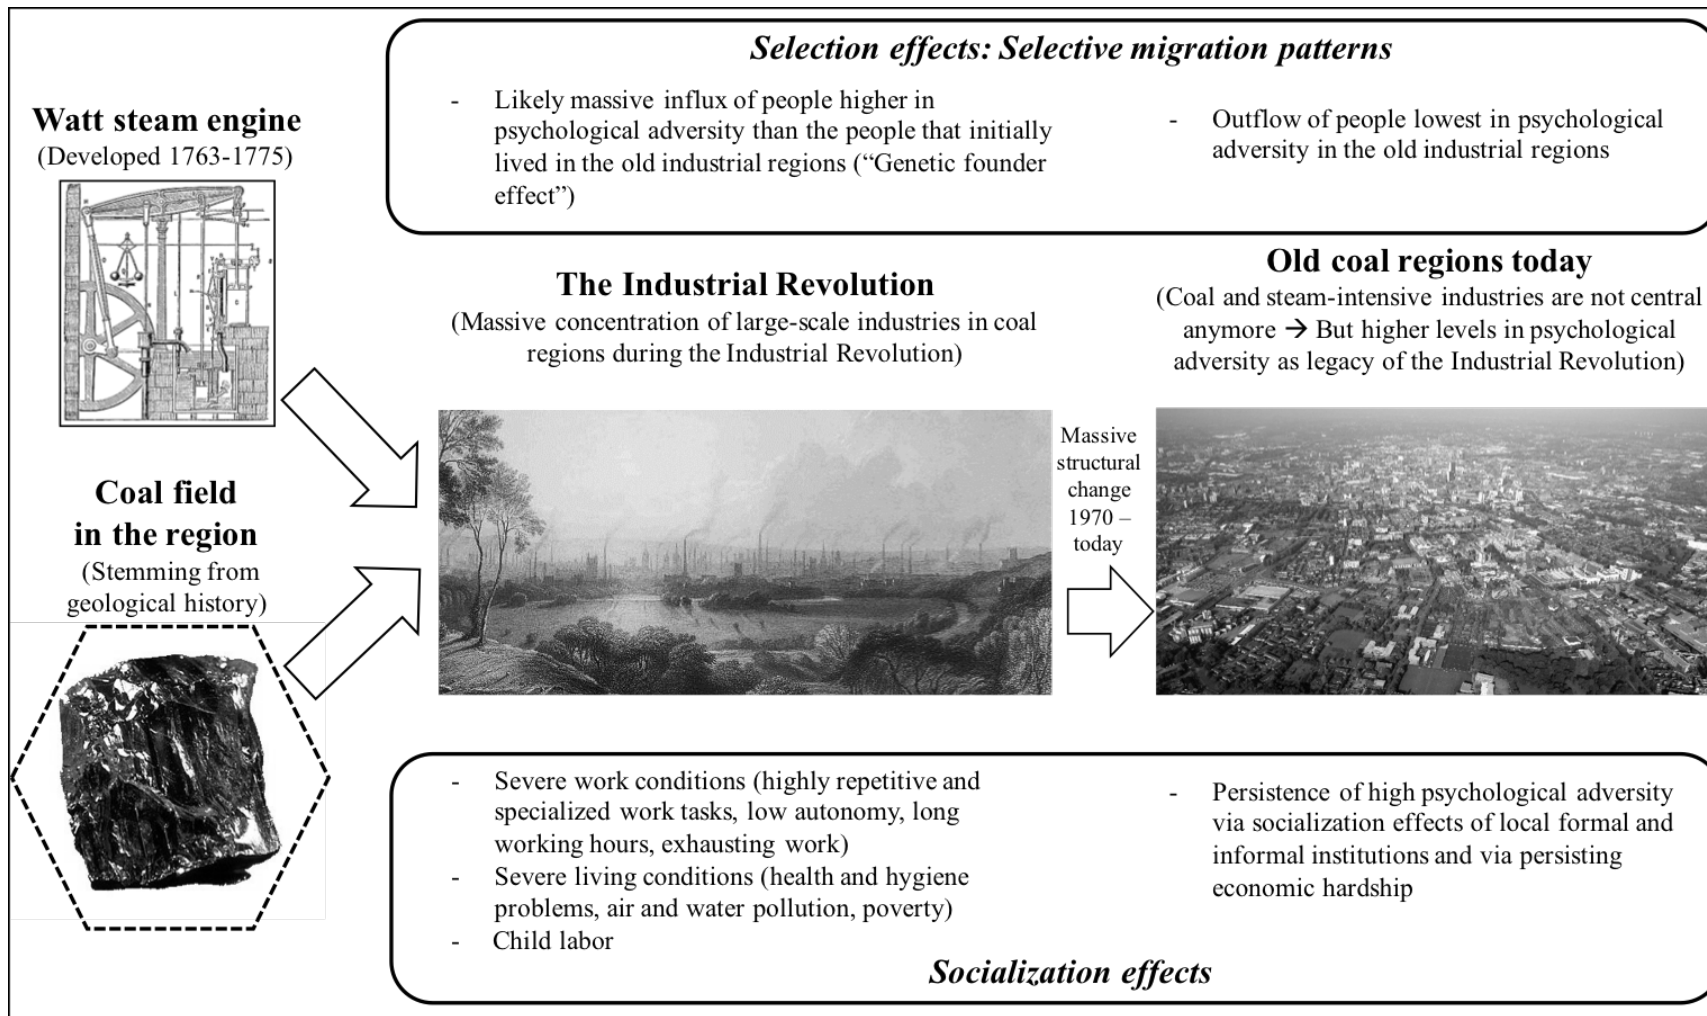 Selection effects: Selective migration patterns
- Likely massive influx of people higher in
psychological adversity than the people that initially
lived in the old industrial regions (“Genetic founder
effect”)
- Outflow of people lowest in psychological
adversity in the old industrial regions
Watt steam engine
(Developed 1763-1775)
Coal field
in the region
(Stemming from
geological history)
The Industrial Revolution
(Massive concentration of large-scale industries in coal
regions during the Industrial Revolution)
Massive
structural
change
1970 –
today
Old coal regions today
(Coal and steam-intensive industries are not central
anymore → But higher levels in psychological
adversity as legacy of the Industrial Revolution)
- Severe work conditions (highly repetitive and
specialized work tasks, low autonomy, long
working hours, exhausting work)
- Severe living conditions (health and hygiene
problems, air and water pollution, poverty)
- Child labor
- Persistence of high psychological adversity
via socialization effects of local formal and
informal institutions and via persisting
economic hardship
Socialization effects